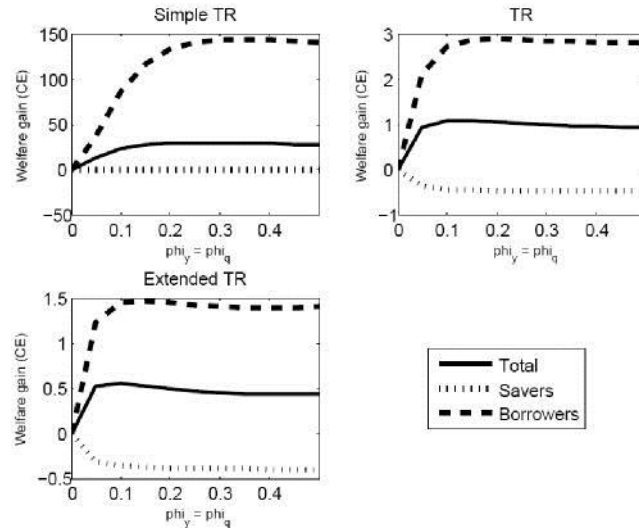 Simple TR
Welfare gain (CE)
150
100
50
0
−50
0 0.1 0.2 0.3 0.4
phi_y = phi_q
TR
Welfare gain (CE)
3
2
1
0
−1
0 0.1 0.2 0.3 0.4
phi_y = phi_q
Extended TR
Welfare gain (CE)
1.5
1
0.5
0
−0.5
0 0.1 0.2 0.3 0.4
phi_y = phi_q
Total
Savers
Borrowers